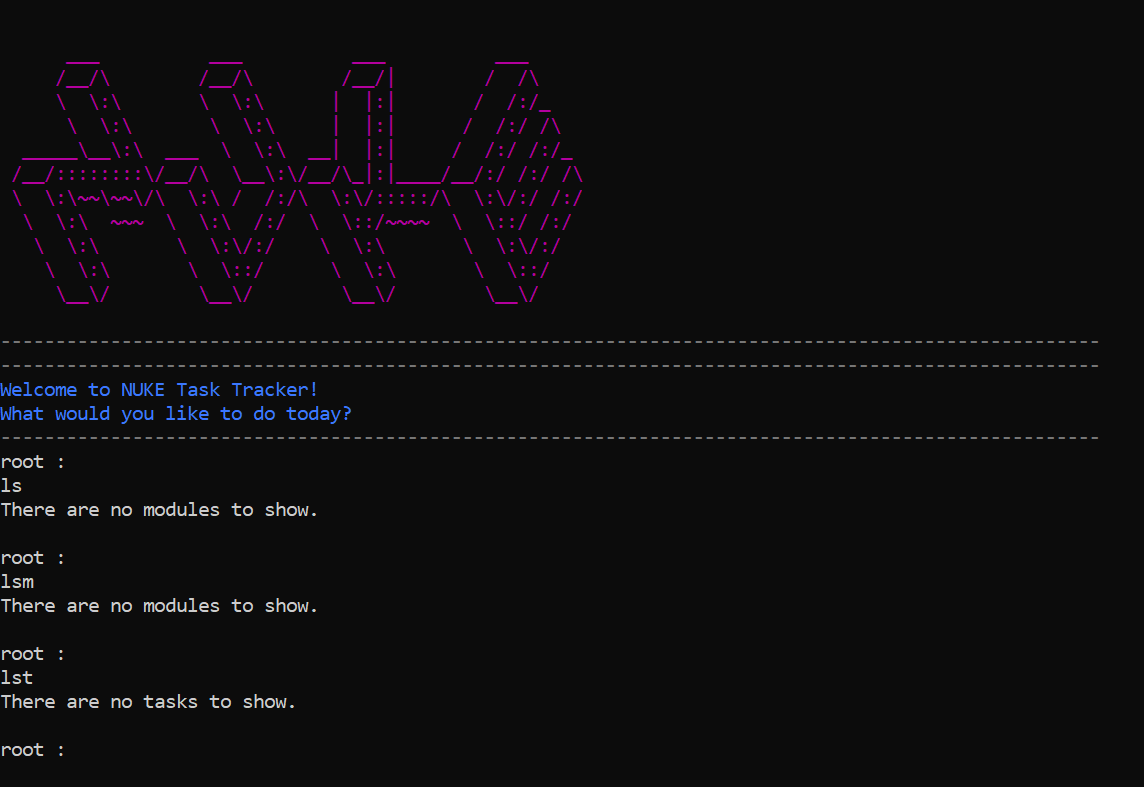 NUKE
----------------------------------------------------------------------------------------------------
----------------------------------------------------------------------------------------------------
Welcome to NUKE Task Tracker!
What would you like to do today?
----------------------------------------------------------------------------------------------------
root :
ls
There are no modules to show.
root :
lsm
There are no modules to show.
root :
lst
There are no tasks to show.
root :